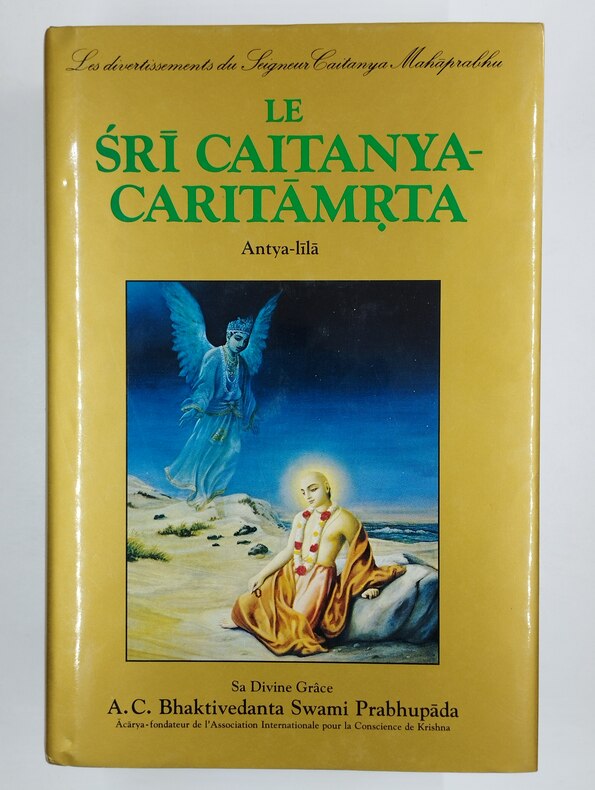 Les divertissements du Seigneur Caitanya Mahāprabhu
LE
ŚRĪ CAITANYA-
CARITĀMṚTA
Antya-līlā
Sa Divine Grâce
A.C. Bhaktivedanta Swami Prabhupāda
Ācārya-fondateur de l'Association Internationale pour la Conscience de Krishna